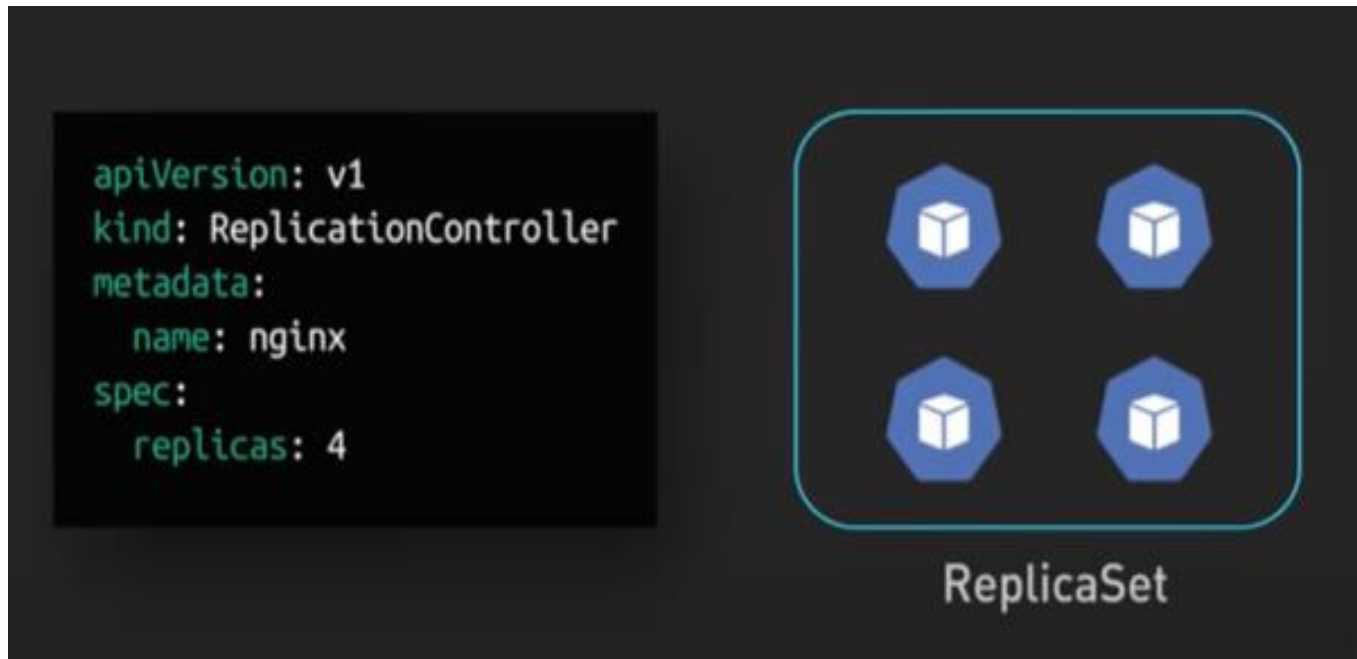 apiVersion: v1
kind: ReplicationController
metadata:
  name: nginx
spec:
  replicas: 4
ReplicaSet